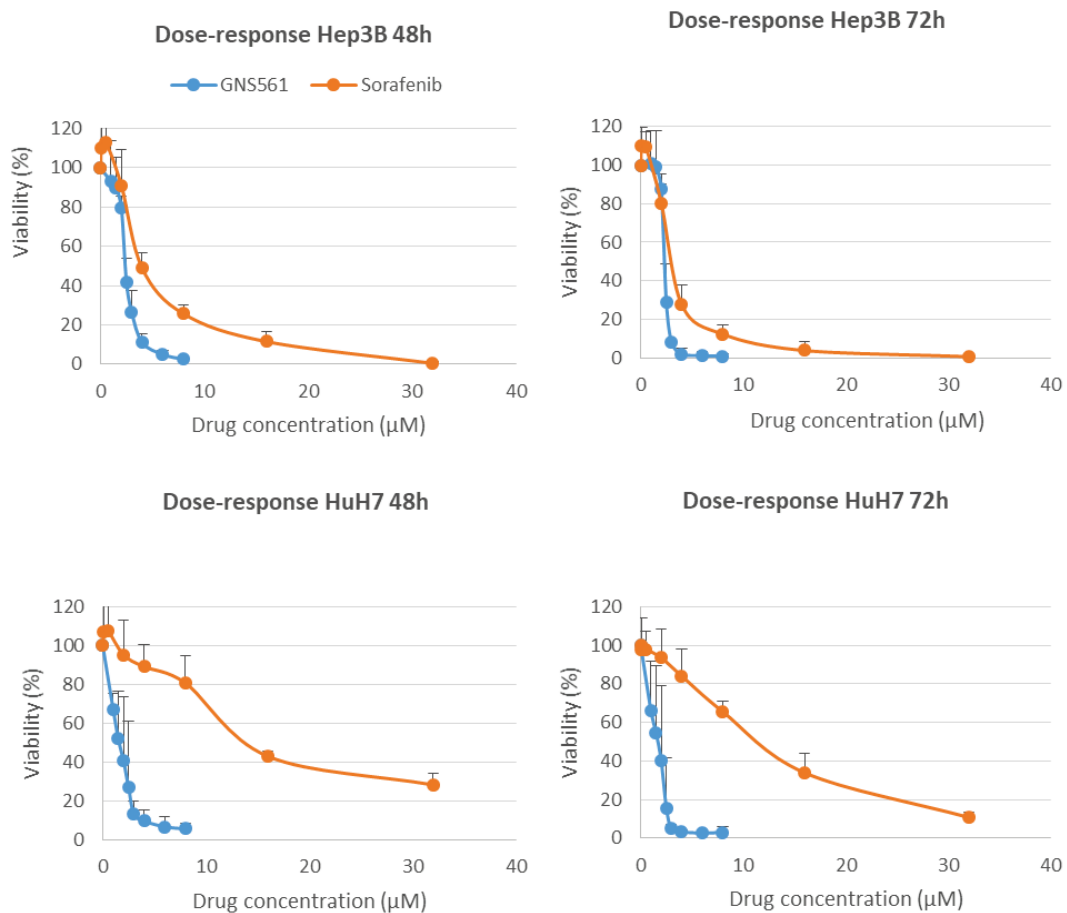 Dose-response Hep3B 48h
GNS561 Sorafenib
120
100
80
60
40
20
0
Viability (%)
0 10 20 30 40
Drug concentration (µM)
Dose-response Hep3B 72h
120
100
80
60
40
20
0
Viability (%)
0 10 20 30 40
Drug concentration (µM)
Dose-response HuH7 48h
120
100
80
60
40
20
0
Viability (%)
0 10 20 30 40
Drug concentration (µM)
Dose-response HuH7 72h
120
100
80
60
40
20
0
Viability (%)
0 10 20 30 40
Drug concentration (µM)